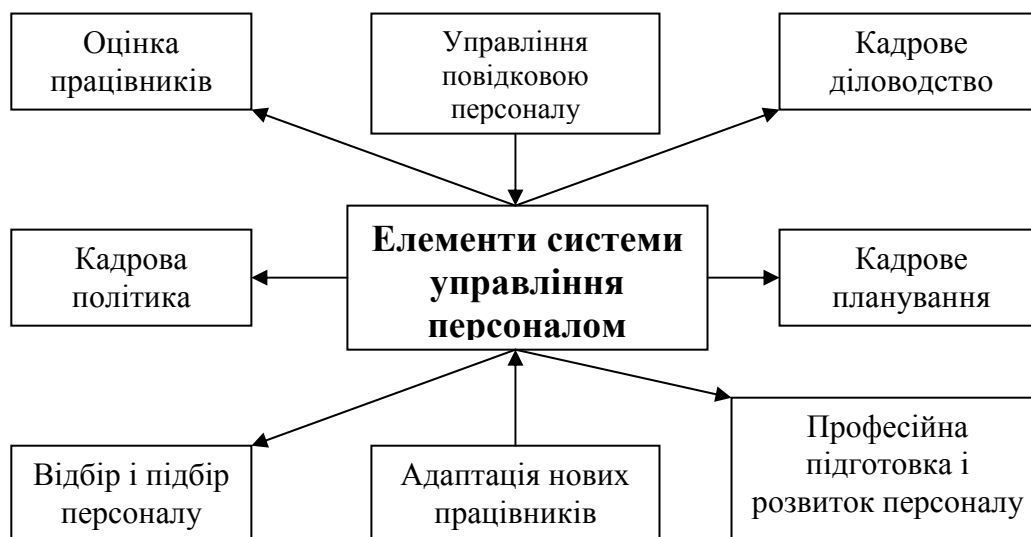 Оцінка
працівників
Управління
повідковою
персоналу
Кадрове
діловодство
Кадрова
політика
Елементи системи
управління
персоналом
Кадрове
планування
Відбір і підбір
персоналу
Адаптація нових
працівників
Професійна
підготовка і
розвиток персоналу